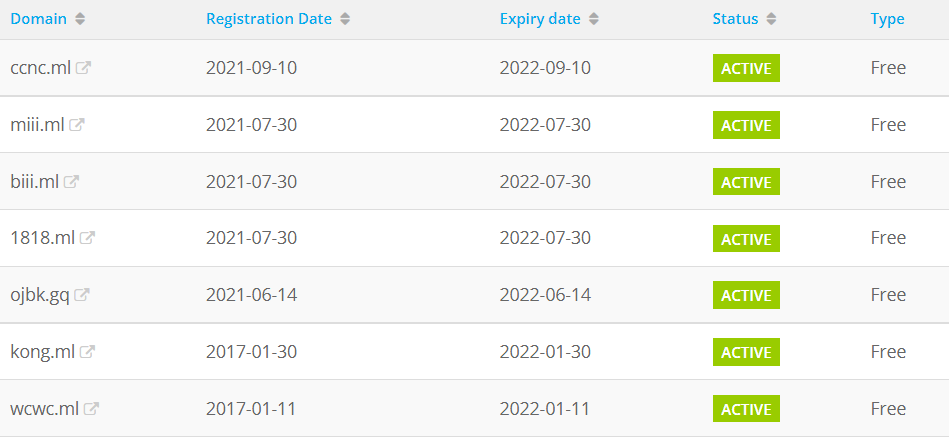 Domain Registration Date Expiry date Status Type
ccnc.ml 2021-09-10 2022-09-10 ACTIVE Free
miii.ml 2021-07-30 2022-07-30 ACTIVE Free
biii.ml 2021-07-30 2022-07-30 ACTIVE Free
1818.ml 2021-07-30 2022-07-30 ACTIVE Free
ojbk.gq 2021-06-14 2022-06-14 ACTIVE Free
kong.ml 2017-01-30 2022-01-30 ACTIVE Free
wcwc.ml 2017-01-11 2022-01-11 ACTIVE Free